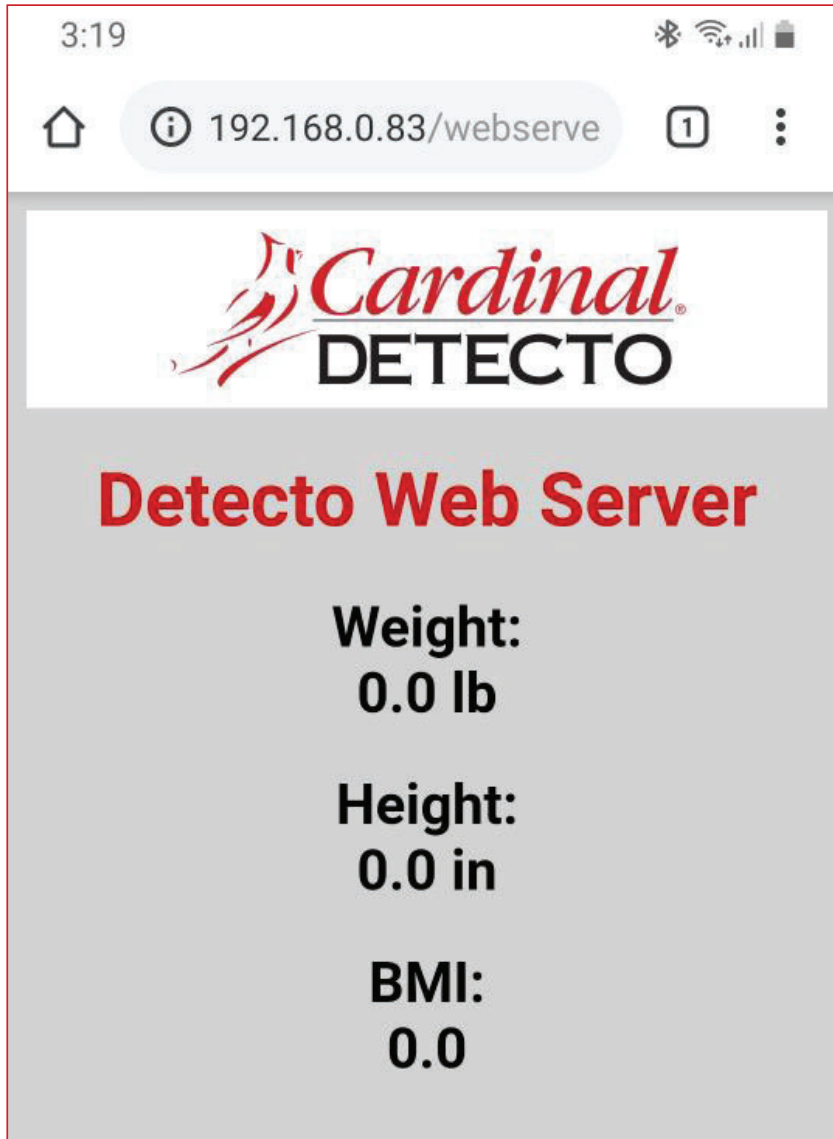 3:19
192.168.0.83/webserve
1
Cardinal®
DETECTO
Detecto Web Server
Weight:
0.0 lb
Height:
0.0 in
BMI:
0.0